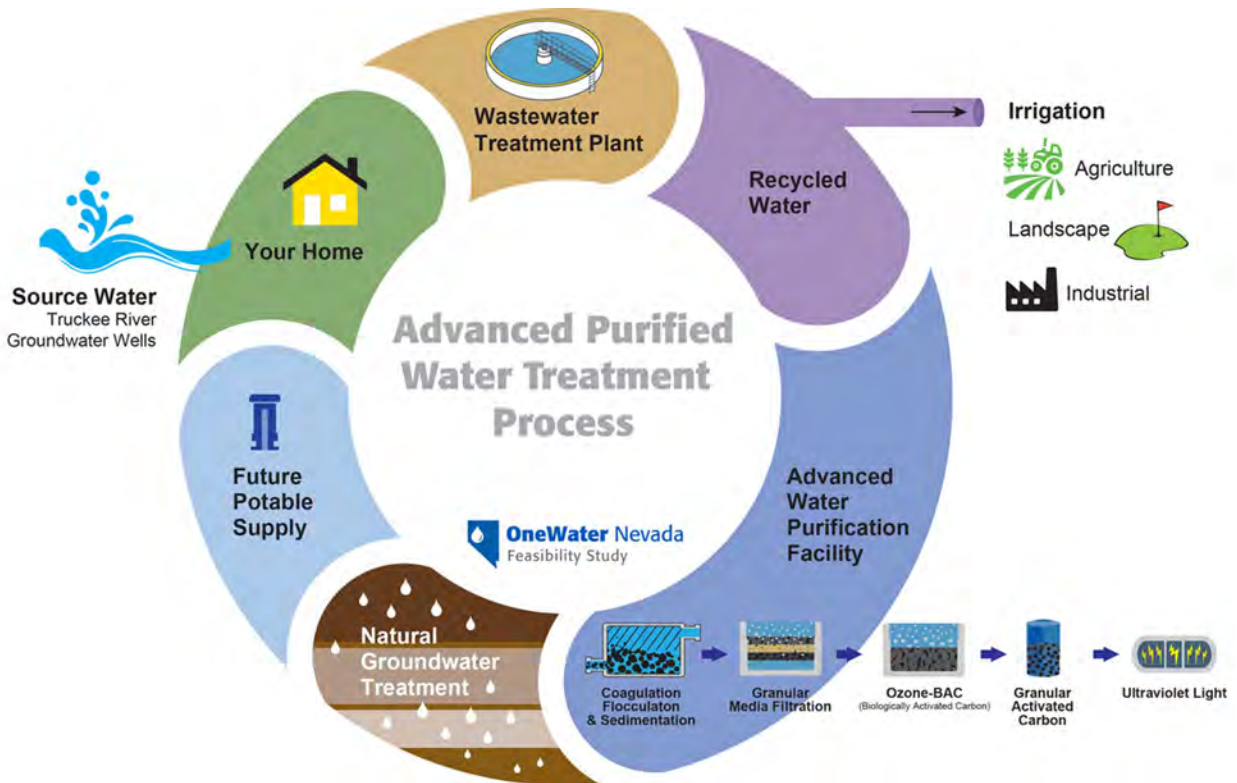 Wastewater
Treatment Plant
Recycled
Water
Irrigation
Agriculture
Landscape
Industrial
Your Home
Source Water
Truckee River
Groundwater Wells
Advanced Purified
Water Treatment
Process
Future
Potable
Supply
Advanced
Water
Purification
Facility
OneWater Nevada
Feasibility Study
Natural
Groundwater
Treatment
Coagulation
Flocculaton
& Sedimentation
Granular
Media Filtration
Ozone-BAC
(Biologically Activated Carbon)
Granular
Activated
Carbon
Ultraviolet Light